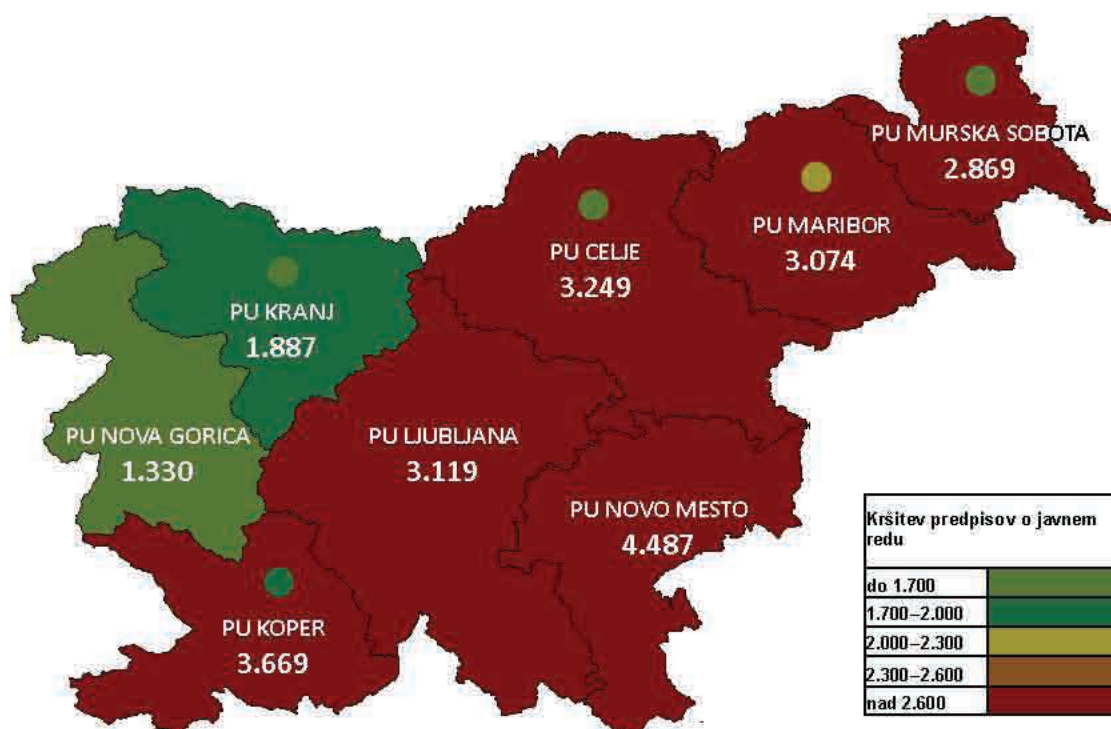 PU MURSKA SOBOTA
2.869
PU MARIBOR
3.074
PU CELJE
3.249
PU KRANJ
1.887
PU NOVA GORICA
1.330
PU LJUBLJANA
3.119
PU NOVO MESTO
4.487
PU KOPER
3.669
Kršitev predpisov o javnem
redu
do 1.700
1.700–2.000
2.000–2.300
2.300–2.600
nad 2.600